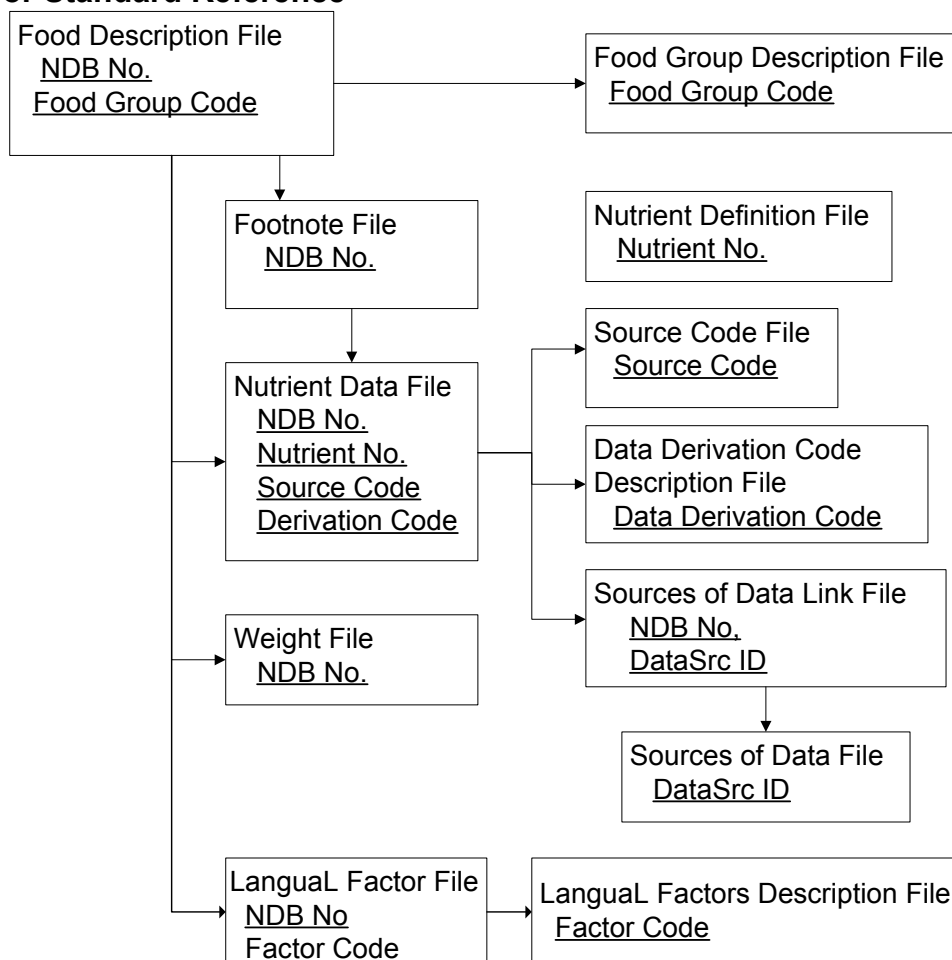 Standard Reference
Food Description File
NDB No.
Food Group Code
Food Group Description File
Food Group Code
Footnote File
NDB No.
Nutrient Definition File
Nutrient No.
Source Code File
Source Code
Nutrient Data File
NDB No.
Nutrient No.
Source Code
Derivation Code
Data Derivation Code
Description File
Data Derivation Code
Sources of Data Link File
NDB No,
DataSrc ID
Weight File
NDB No.
Sources of Data File
DataSrc ID
LanguaL Factor File
NDB No
Factor Code
LanguaL Factors Description File
Factor Code